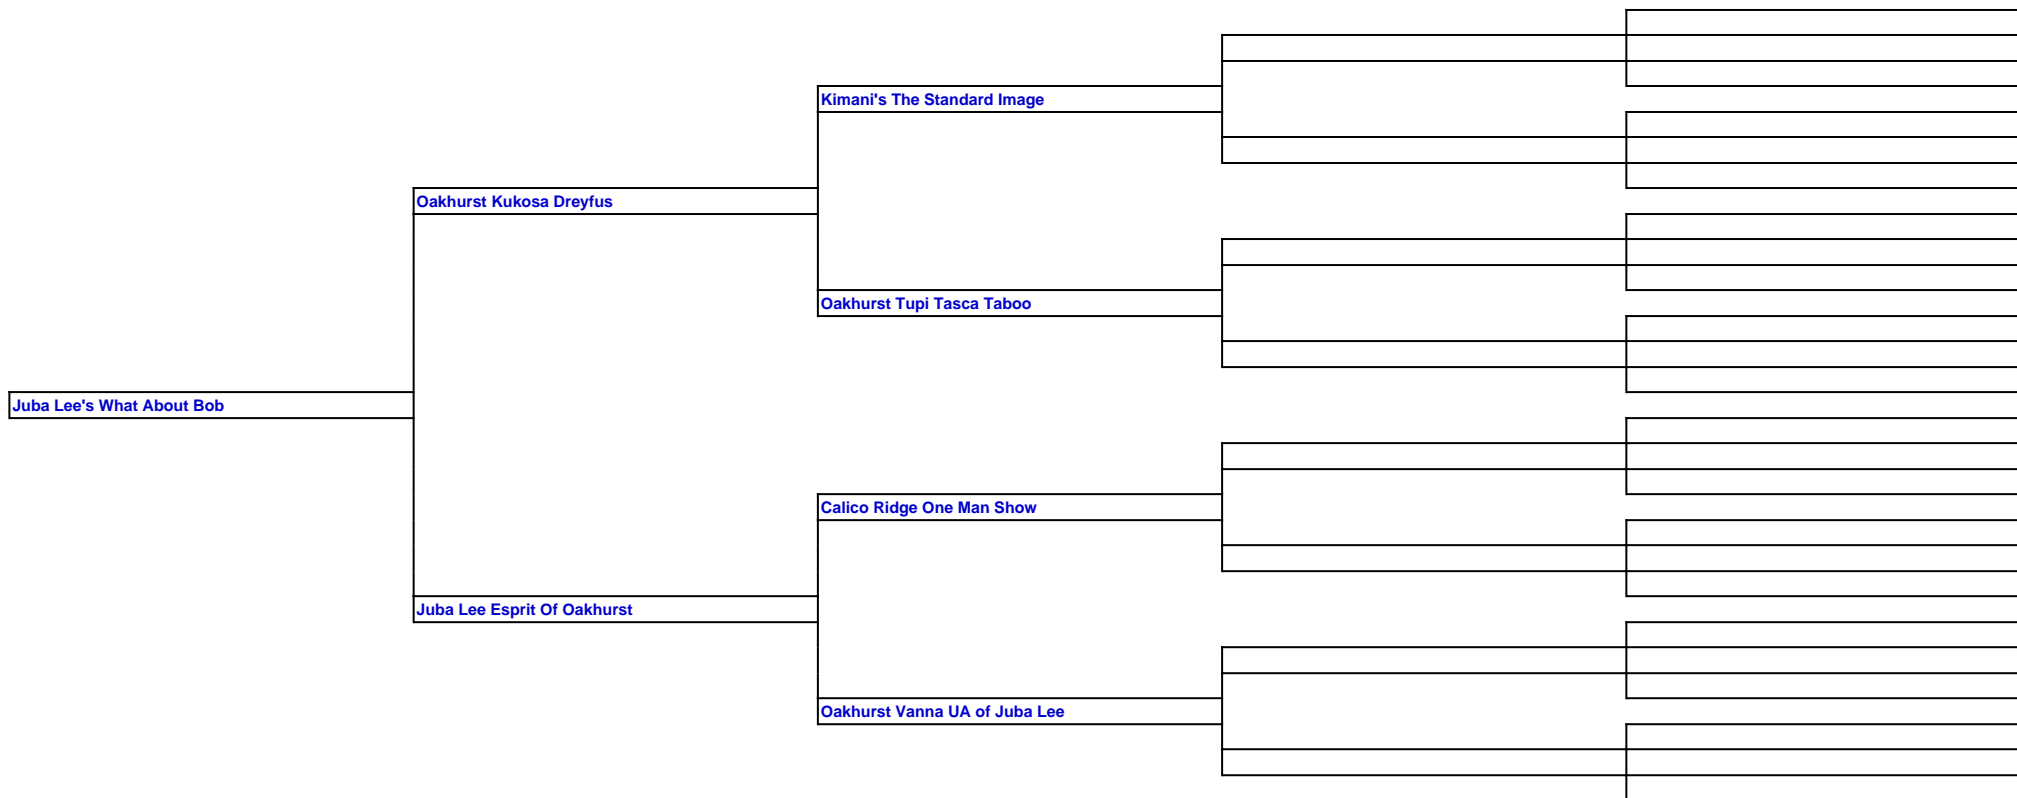 Kimani's The Standard Image
Oakhurst Kukosa Dreyfus
Oakhurst Tupi Tasca Taboo
Juba Lee's What About Bob
Calico Ridge One Man Show
Juba Lee Esprit Of Oakhurst
Oakhurst Vanna UA of Juba Lee